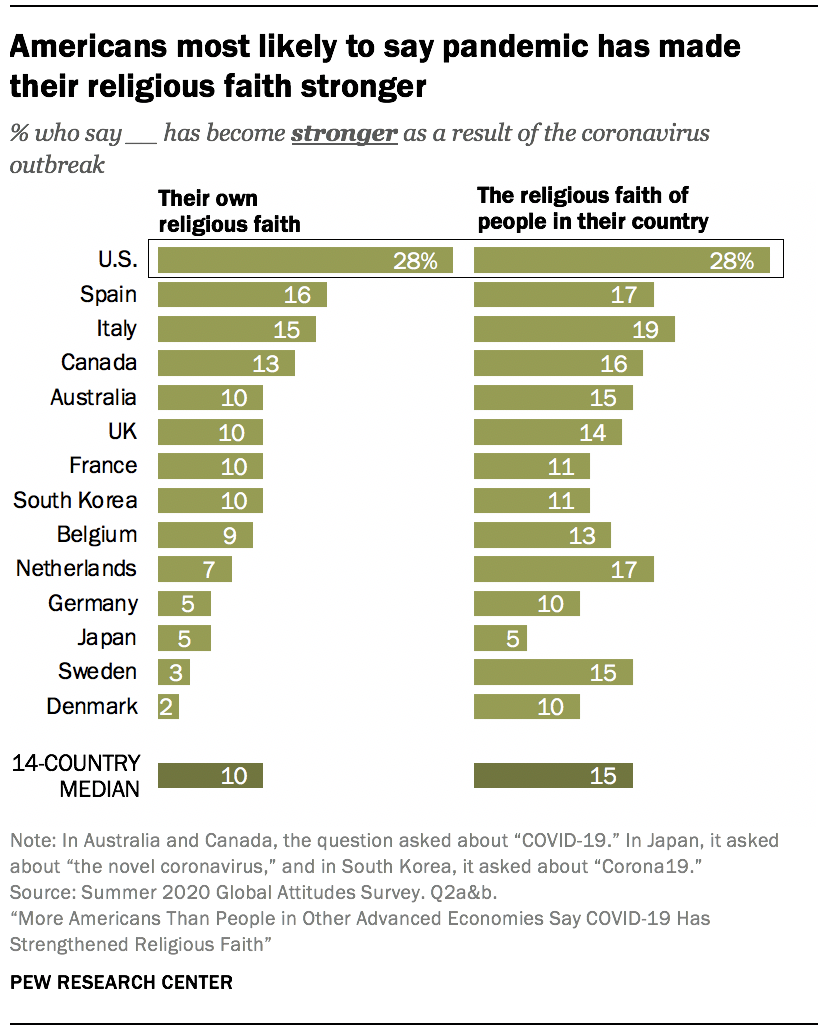 Americans most likely to say pandemic has made
their religious faith stronger
% who say __ has become stronger as a result of the coronavirus
outbreak
Their own
religious faith
The religious faith of
people in their country
U.S. 28% 28%
Spain 16 17
Italy 15 19
Canada 13 16
Australia 10 15
UK 10 14
France 10 11
South Korea 10 11
Belgium 9 13
Netherlands 7 17
Germany 5 10
Japan 5 5
Sweden 3 15
Denmark 2 10
14-COUNTRY
MEDIAN 10 15
Note: In Australia and Canada, the question asked about “COVID-19.” In Japan, it asked
about “the novel coronavirus,” and in South Korea, it asked about “Corona19.”
Source: Summer 2020 Global Attitudes Survey. Q2a&b.
“More Americans Than People in Other Advanced Economies Say COVID-19 Has
Strengthened Religious Faith”
PEW RESEARCH CENTER